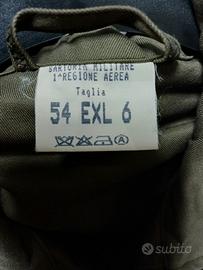 SARTORIA MILITARE
1ª REGIONE AEREA
Taglia
54 EXL 6
A
subito